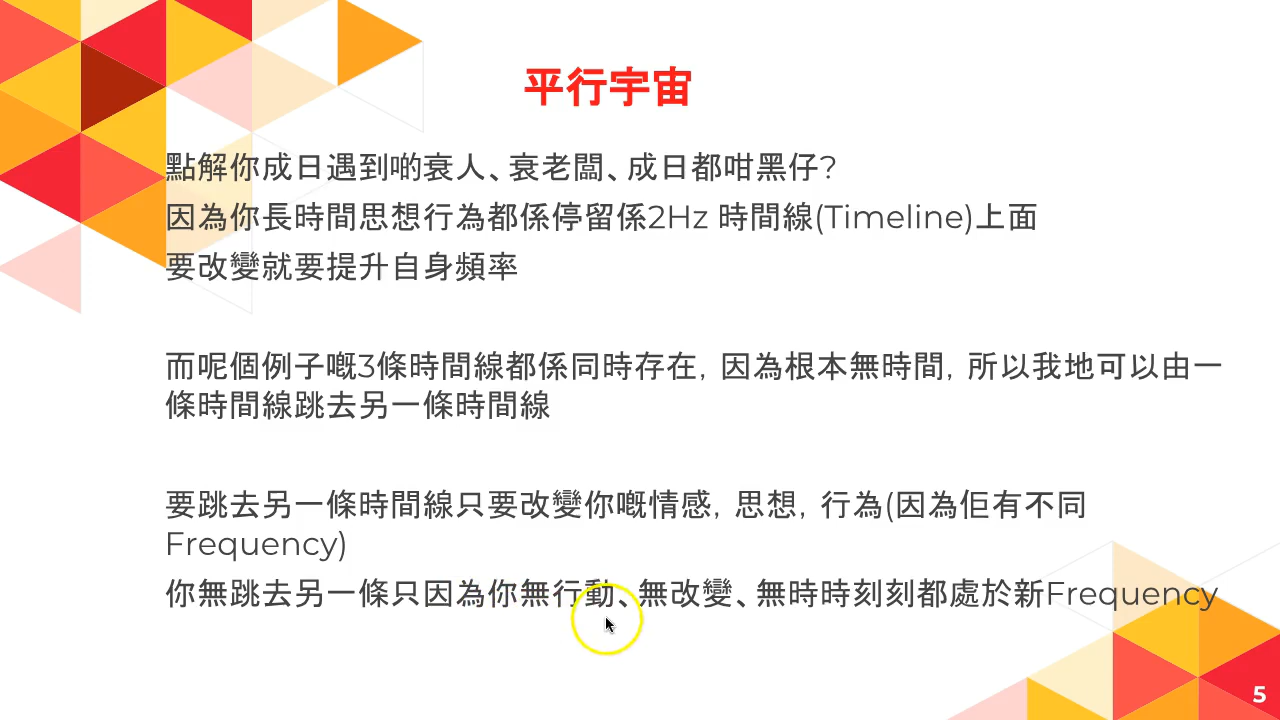 平行宇宙
點解你成日遇到啲衰人、衰老闆、成日都咁黑仔?
因為你長時間思想行為都係停留係2Hz 時間線(Timeline)上面
要改變就要提升自身頻率
而呢個例子嘅3條時間線都係同時存在, 因為根本無時間, 所以我地可以由一
條時間線跳去另一條時間線
要跳去另一條時間線只要改變你嘅情感, 思想, 行為(因為佢有不同
Frequency)
你無跳去另一條只因為你無行動、無改變、無時時刻刻都處於新Frequency
5